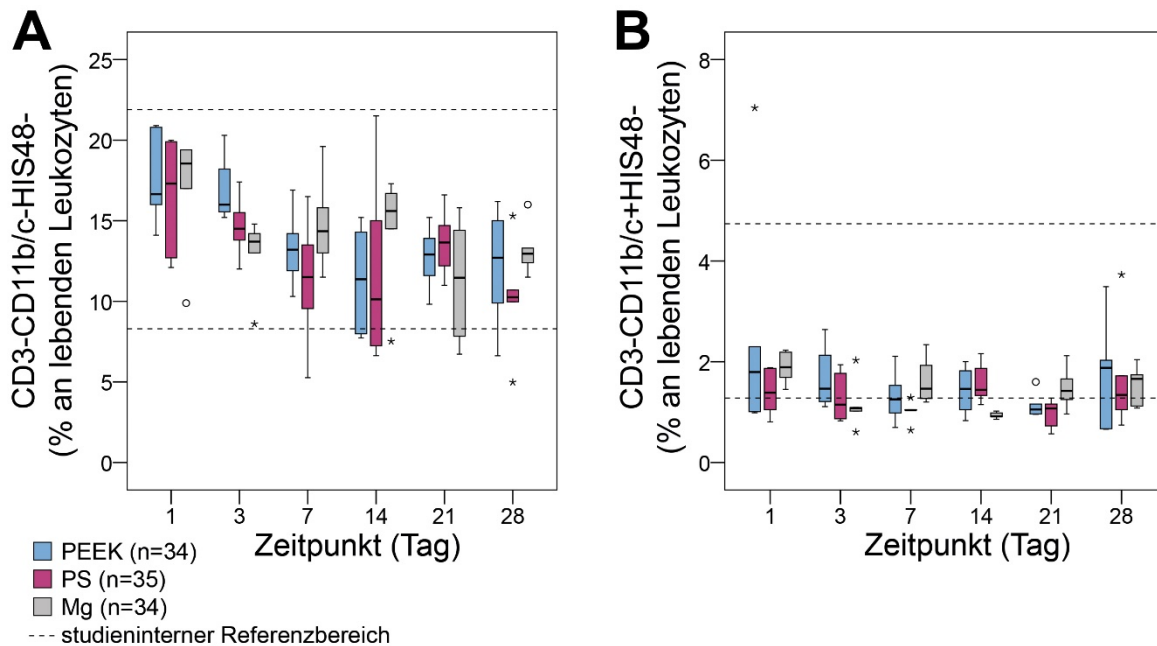 A
CD3-CD11b/c-HIS48-
(% an lebenden Leukozyten)
25
20
15
10
5
0
1 3 7 14 21 28
Zeitpunkt (Tag)
B
CD3-CD11b/c+HIS48-
(% an lebenden Leukozyten)
8
6
4
2
0
1 3 7 14 21 28
Zeitpunkt (Tag)
PEEK (n=34)
PS (n=35)
Mg (n=34)
studieninterner Referenzbereich